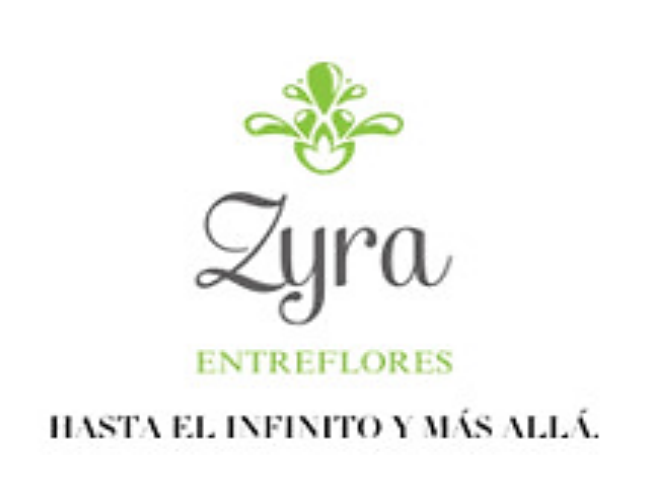 Zyra
ENTREFLORES
HASTA EL INFINITO Y MÁS ALLÁ.